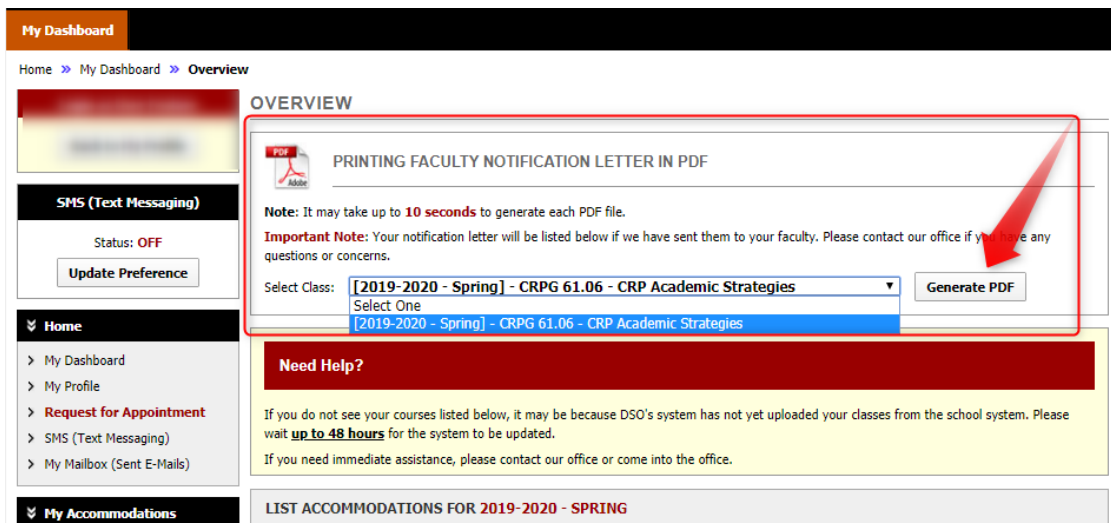 My Dashboard
Home » My Dashboard » Overview
OVERVIEW
PDF
Adobe
PRINTING FACULTY NOTIFICATION LETTER IN PDF
Note: It may take up to 10 seconds to generate each PDF file.
Important Note: Your notification letter will be listed below if we have sent them to your faculty. Please contact our office if you have any
questions or concerns.
Select Class: [2019-2020 - Spring] - CRPG 61.06 - CRP Academic Strategies Generate PDF
Select One
[2019-2020 - Spring] - CRPG 61.06 - CRP Academic Strategies
SMS (Text Messaging)
Status: OFF
Update Preference
Home
My Dashboard
My Profile
Request for Appointment
SMS (Text Messaging)
My Mailbox (Sent E-Mails)
My Accommodations
Need Help?
If you do not see your courses listed below, it may be because DSO's system has not yet uploaded your classes from the school system. Please
wait up to 48 hours for the system to be updated.
If you need immediate assistance, please contact our office or come into the office.
LIST ACCOMMODATIONS FOR 2019-2020 - SPRING